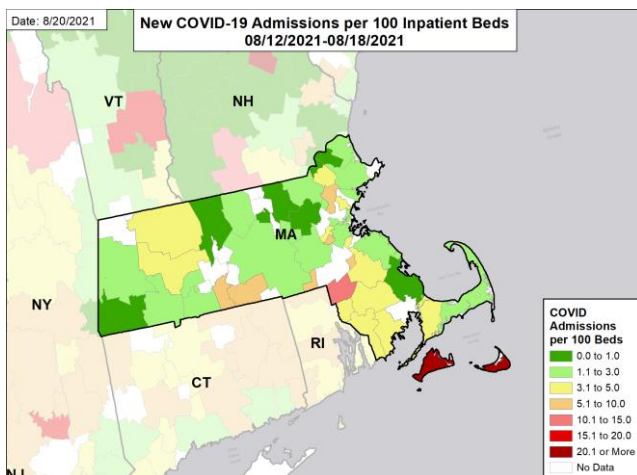 Date: 8/20/2021
New COVID-19 Admissions per 100 Inpatient Beds
08/12/2021-08/18/2021
VT
NH
MA
NY
CT
RI
NJ
COVID
Admissions
per 100 Beds
0.0 to 1.0
1.1 to 3.0
3.1 to 5.0
5.1 to 10.0
10.1 to 15.0
15.1 to 20.0
20.1 or More
No Data